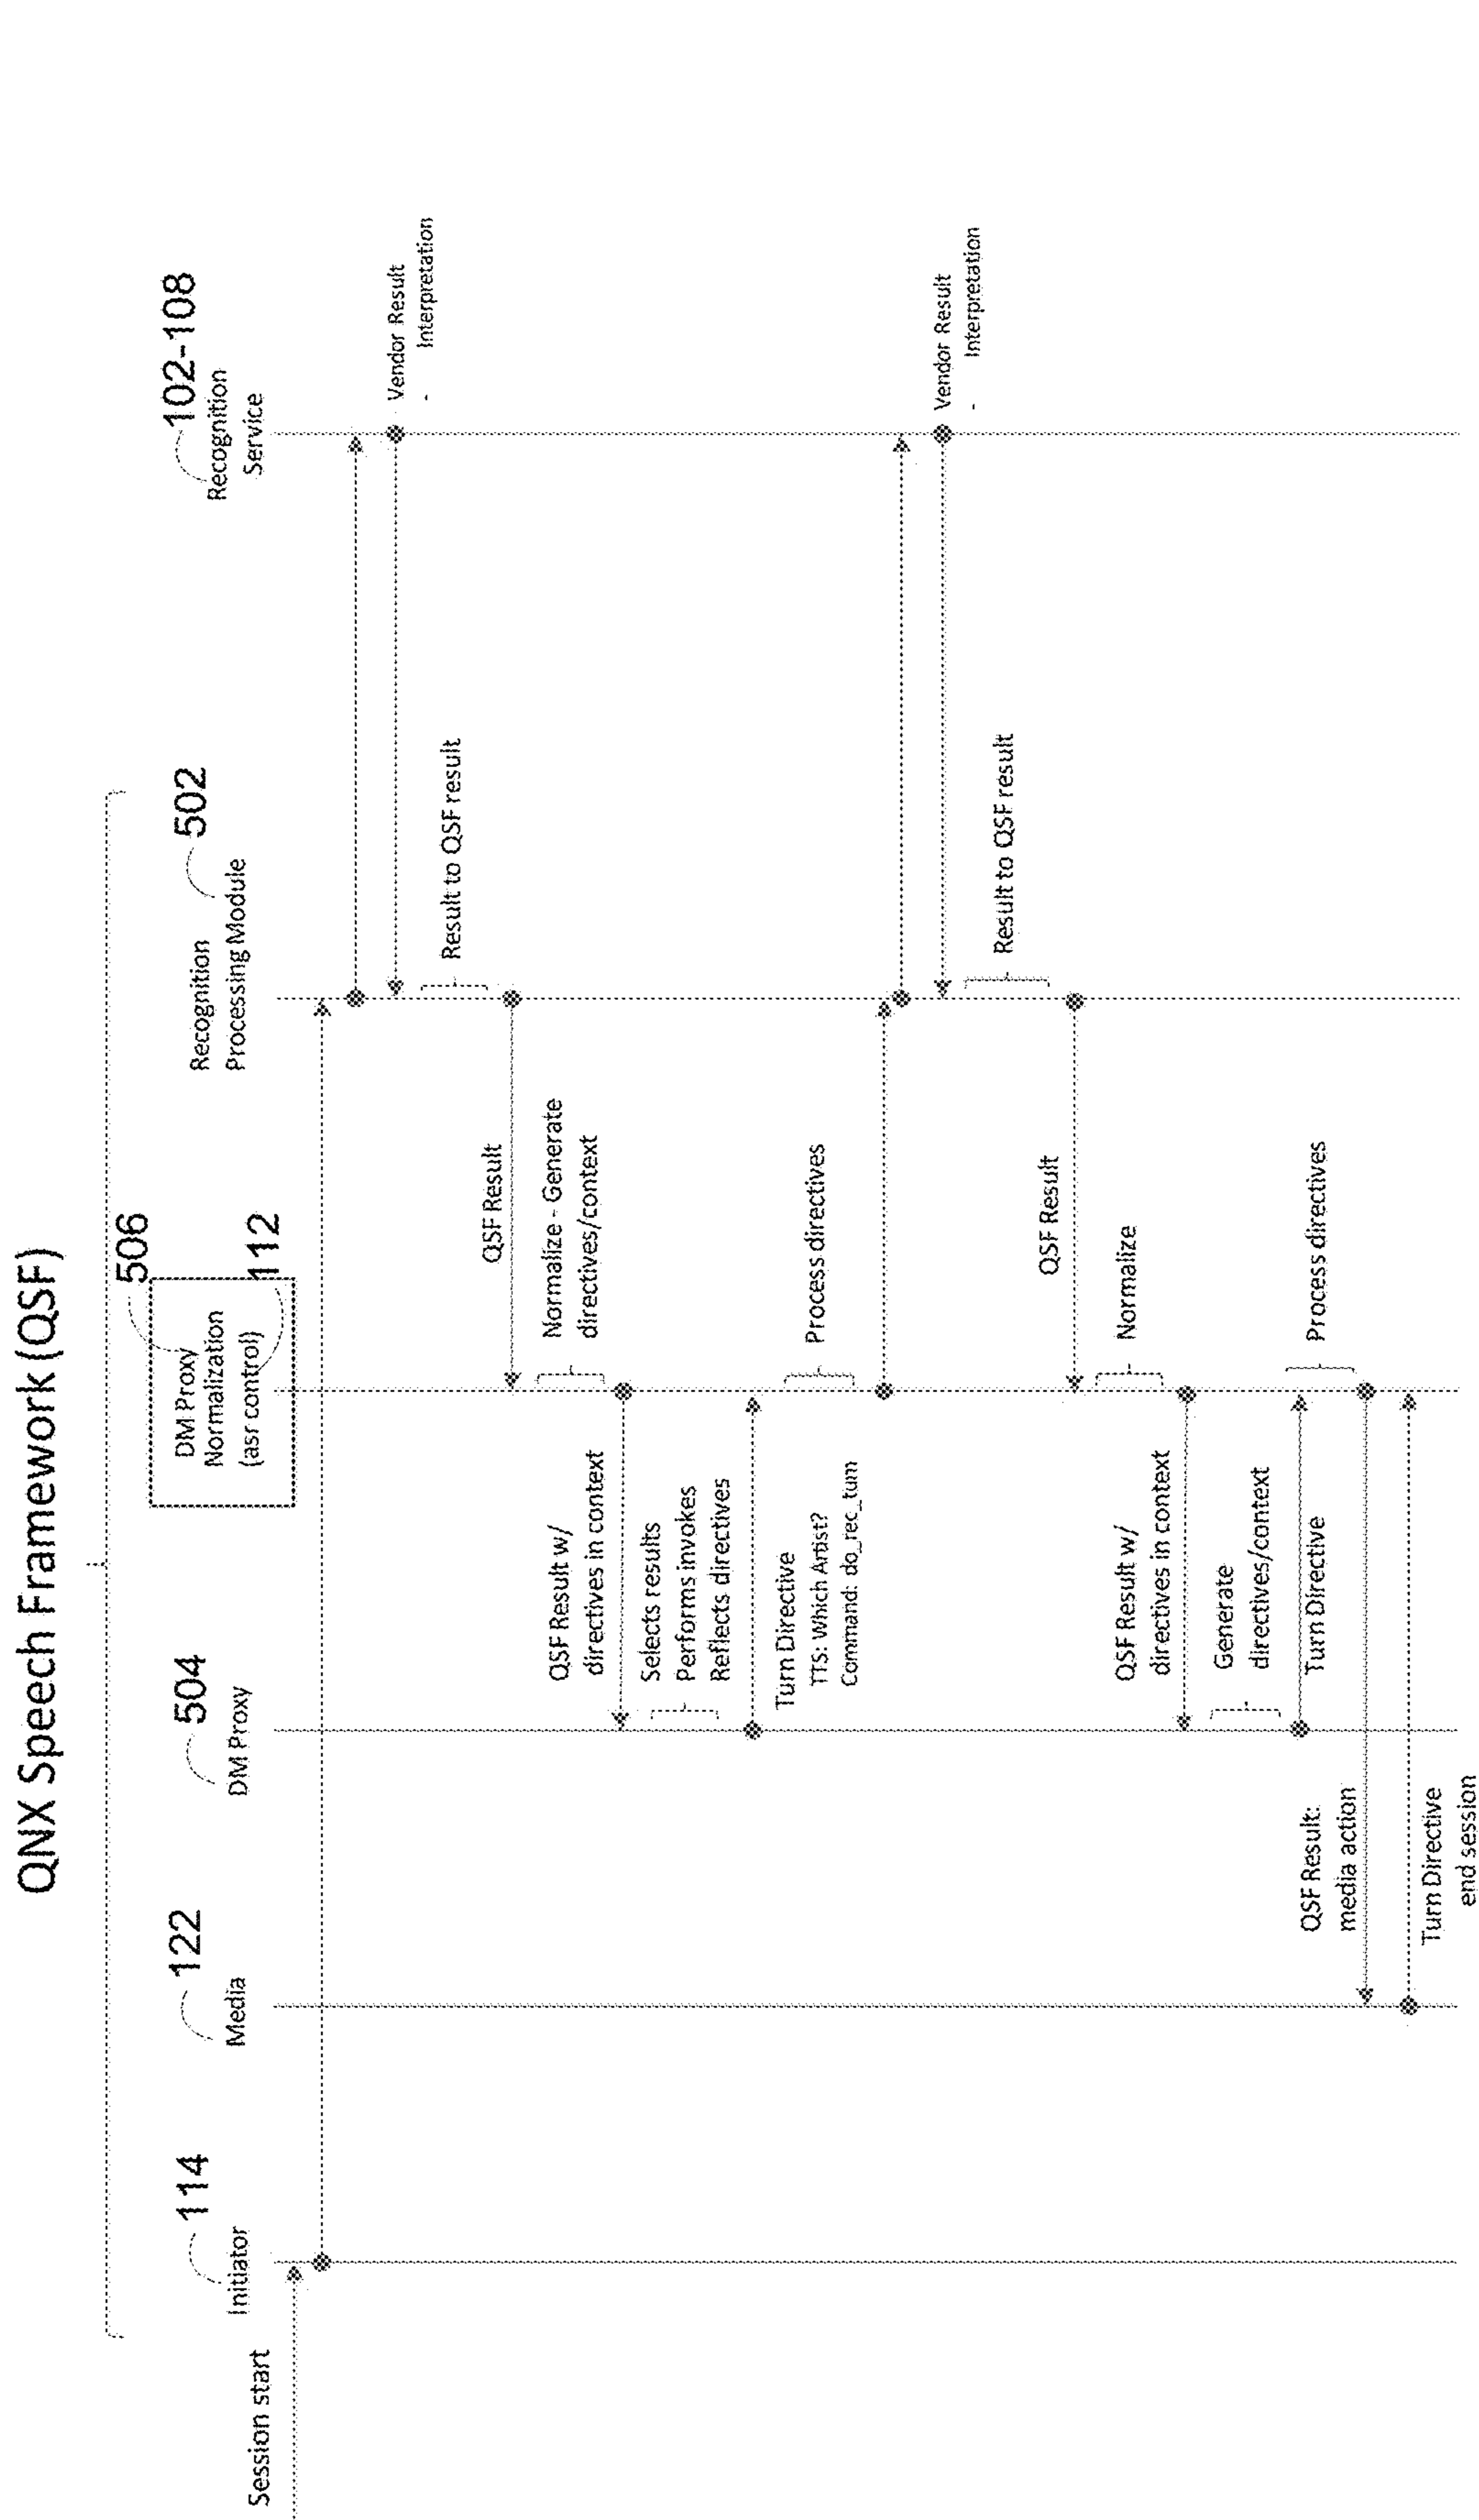 QNX Speech Framework (QSF)
114
Initiator
122
Media
504
DM Proxy
506
DM Proxy
Normalization
(asr control)
112
502
Recognition
Processing Module
102-108
Recognition
Service
Session start
Vendor Result
- Interpretation
Result to QSF result
QSF Result
Normalize - Generate
directives/context
QSF Result w/
directives in context
Selects results
Performs invokes
Reflects directives
Turn Directive
TTS: Which Artist?
Command: do_rec_turn
Process directives
Vendor Result
- Interpretation
Result to QSF result
QSF Result
Normalize
QSF Result w/
directives in context
Generate
directives/context
Turn Directive
Process directives
QSF Result:
media action
Turn Directive
end session